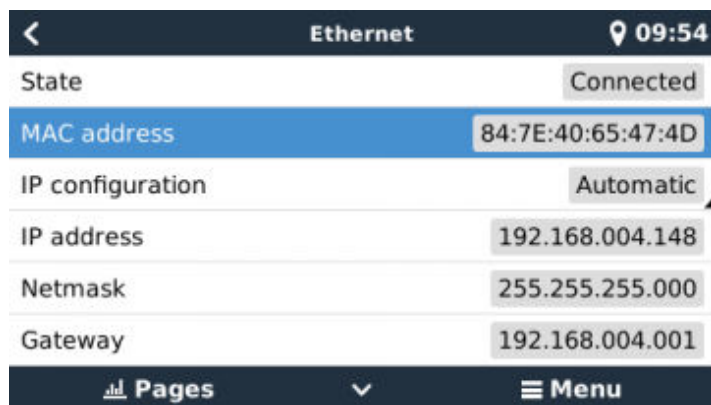 Ethernet 09:54
State Connected
MAC address 84:7E:40:65:47:4D
IP configuration Automatic
IP address 192.168.004.148
Netmask 255.255.255.000
Gateway 192.168.004.001
Pages Menu